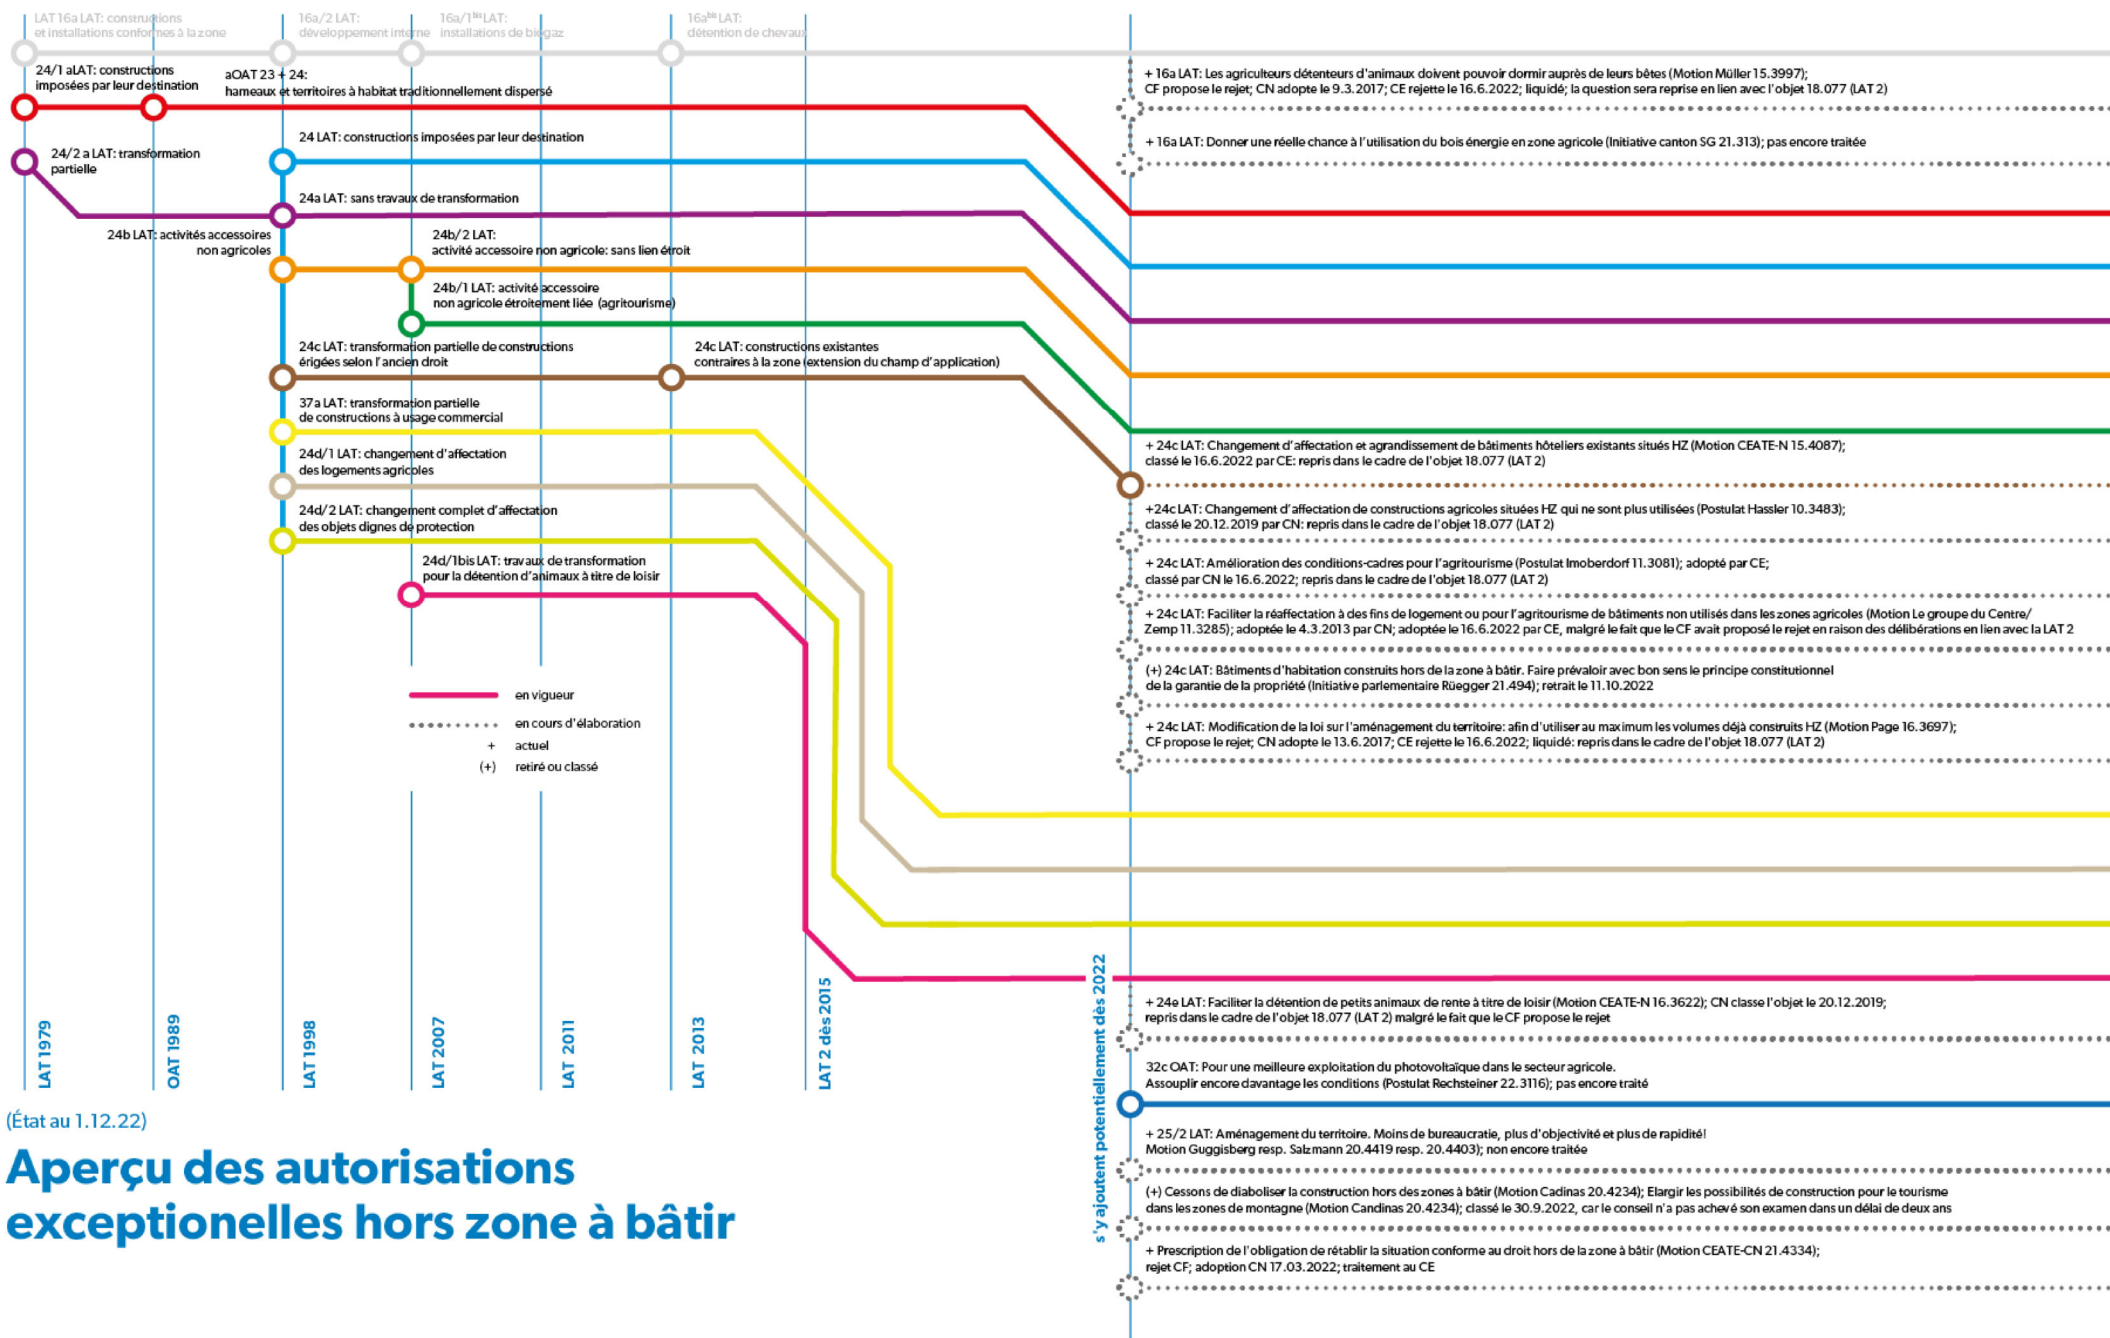 LAT 16a LAT: constructions
et installations conformes à la zone
16a/2 LAT:
développement interne
16a/1bis LAT:
installations de biogaz
16abis LAT:
détention de chevaux
24/1 aLAT: constructions
imposées par leur destination
aOAT 23 + 24:
hameaux et territoires à habitat traditionnellement dispersé
24 LAT: constructions imposées par leur destination
24/2 a LAT: transformation
partielle
24a LAT: sans travaux de transformation
24b LAT: activités accessoires
non agricoles
24b/2 LAT:
activité accessoire non agricole: sans lien étroit
24b/1 LAT: activité accessoire
non agricole étroitement liée (agritourisme)
24c LAT: transformation partielle de constructions
érigées selon l'ancien droit
24c LAT: constructions existantes
contraires à la zone (extension du champ d'application)
37a LAT: transformation partielle
de constructions à usage commercial
24d/1 LAT: changement d'affectation
des logements agricoles
24d/2 LAT: changement complet d'affectation
des objets dignes de protection
24d/1bis LAT: travaux de transformation
pour la détention d'animaux à titre de loisir
en vigueur
en cours d'élaboration
+ actuel
(+) retiré ou classé
+ 16a LAT: Les agriculteurs détenteurs d'animaux doivent pouvoir dormir auprès de leurs bêtes (Motion Müller 15.3997);
CF propose le rejet; CN adopte le 9.3.2017; CE rejette le 16.6.2022; liquidé; la question sera reprise en lien avec l'objet 18.077 (LAT 2)
+ 16a LAT: Donner une réelle chance à l'utilisation du bois énergie en zone agricole (Initiative canton SG 21.313); pas encore traitée
+ 24c LAT: Changement d'affectation et agrandissement de bâtiments hôteliers existants situés HZ (Motion CEATE-N 15.4087);
classé le 16.6.2022 par CE: repris dans le cadre de l'objet 18.077 (LAT 2)
+24c LAT: Changement d'affectation de constructions agricoles situées HZ qui ne sont plus utilisées (Postulat Hassler 10.3483);
classé le 20.12.2019 par CN: repris dans le cadre de l'objet 18.077 (LAT 2)
+ 24c LAT: Amélioration des conditions-cadres pour l'agritourisme (Postulat Imoberdorf 11.3081); adopté par CE;
classé par CN le 16.6.2022; repris dans le cadre de l'objet 18.077 (LAT 2)
+ 24c LAT: Faciliter la réaffectation à des fins de logement ou pour l'agritourisme de bâtiments non utilisés dans les zones agricoles (Motion Le groupe du Centre/
Zemp 11.3285); adoptée le 4.3.2013 par CN; adoptée le 16.6.2022 par CE, malgré le fait que le CF avait proposé le rejet en raison des délibérations en lien avec la LAT 2
(+) 24c LAT: Bâtiments d'habitation construits hors de la zone à bâtir. Faire prévaloir avec bon sens le principe constitutionnel
de la garantie de la propriété (Initiative parlementaire Rüegger 21.494); retrait le 11.10.2022
+ 24c LAT: Modification de la loi sur l'aménagement du territoire: afin d'utiliser au maximum les volumes déjà construits HZ (Motion Page 16.3697);
CF propose le rejet; CN adopte le 13.6.2017; CE rejette le 16.6.2022; liquidé: repris dans le cadre de l'objet 18.077 (LAT 2)
+ 24e LAT: Faciliter la détention de petits animaux de rente à titre de loisir (Motion CEATE-N 16.3622); CN classe l'objet le 20.12.2019;
repris dans le cadre de l'objet 18.077 (LAT 2) malgré le fait que le CF propose le rejet
32c OAT: Pour une meilleure exploitation du photovoltaïque dans le secteur agricole.
Assouplir encore davantage les conditions (Postulat Rechsteiner 22.3116); pas encore traité
+ 25/2 LAT: Aménagement du territoire. Moins de bureaucratie, plus d'objectivité et plus de rapidité!
Motion Guggisberg resp. Salzmann 20.4419 resp. 20.4403); non encore traitée
(+) Cessons de diaboliser la construction hors des zones à bâtir (Motion Cadinas 20.4234); Elargir les possibilités de construction pour le tourisme
dans les zones de montagne (Motion Candinas 20.4234); classé le 30.9.2022, car le conseil n'a pas achevé son examen dans un délai de deux ans
+ Prescription de l'obligation de rétablir la situation conforme au droit hors de la zone à bâtir (Motion CEATE-CN 21.4334);
rejet CF; adoption CN 17.03.2022; traitement au CE
LAT 1979
OAT 1989
LAT 1998
LAT 2007
LAT 2011
LAT 2013
LAT 2 dès 2015
s'y ajoutent potentiellement dès 2022
(État au 1.12.22)
Aperçu des autorisations
exceptionelles hors zone à bâtir